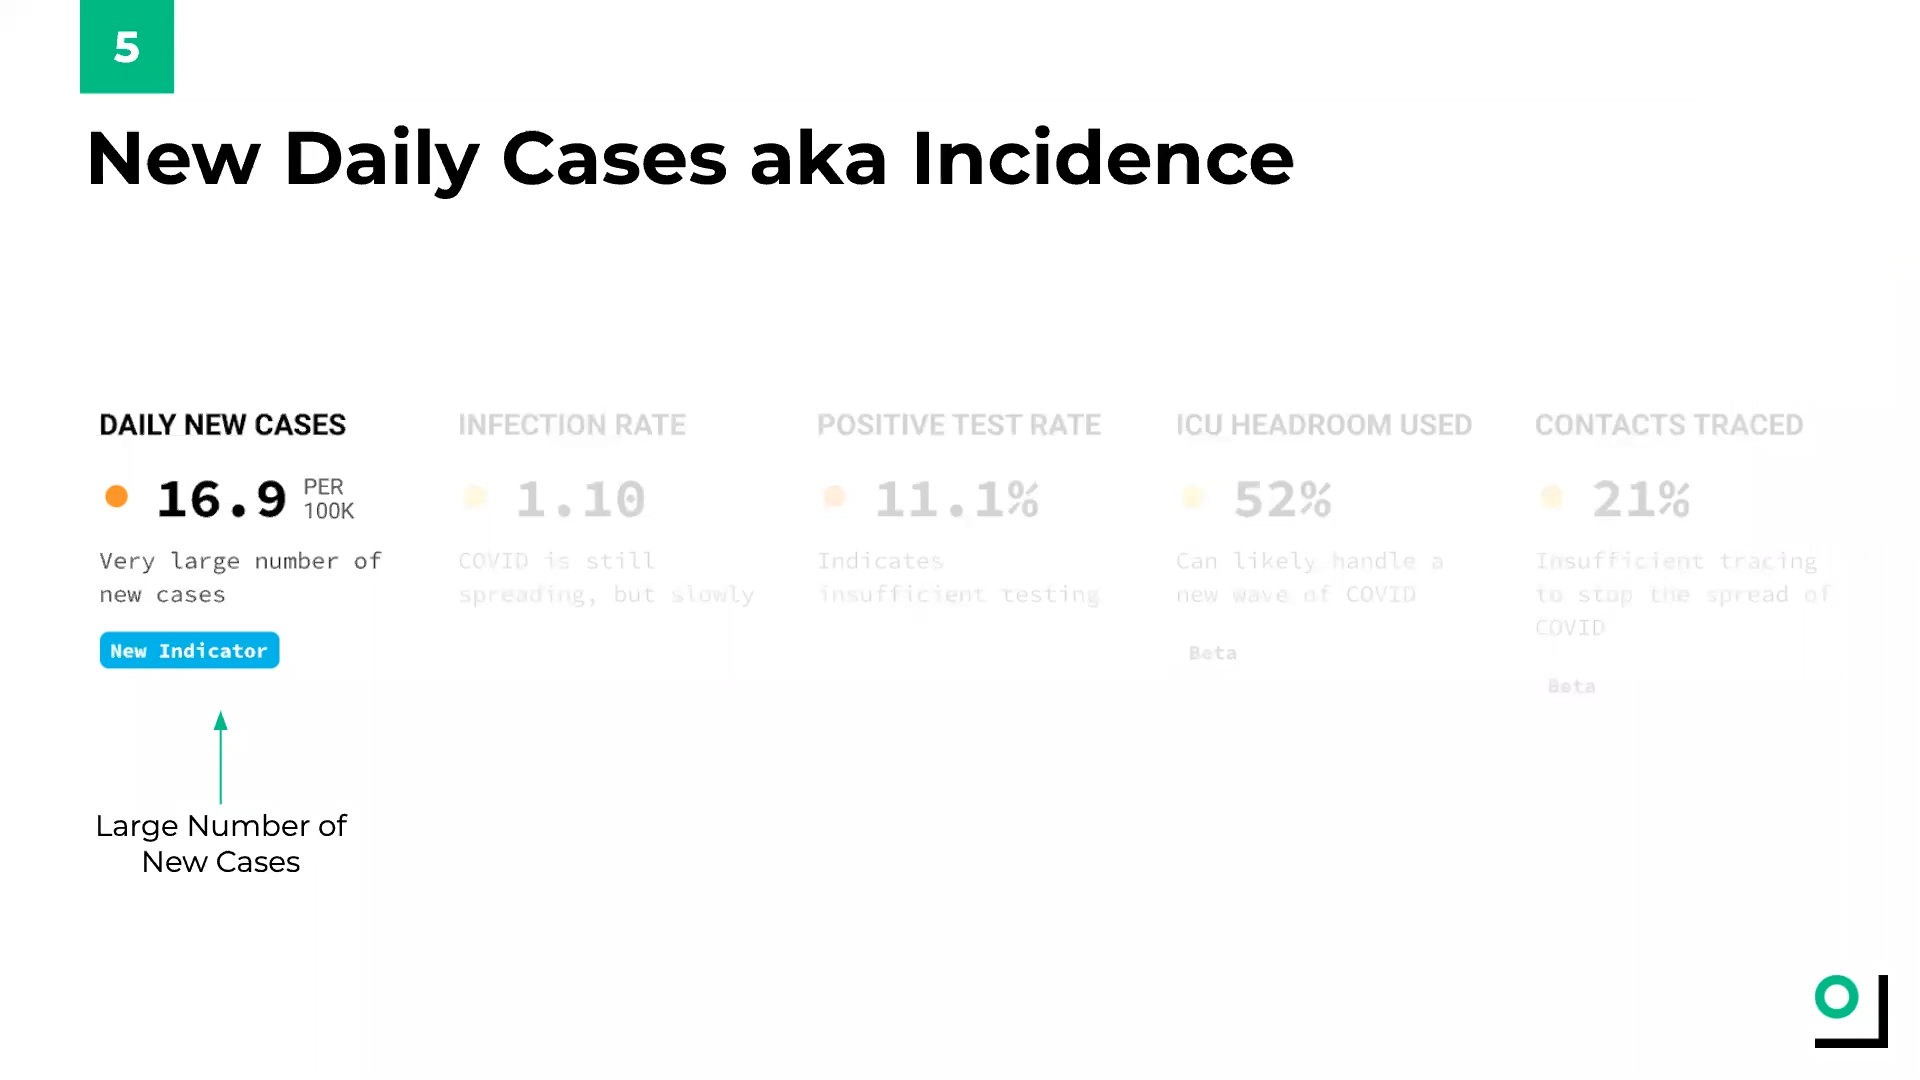 5
New Daily Cases aka Incidence
DAILY NEW CASES
16.9 PER
100K
Very large number of
new cases
New Indicator
INFECTION RATE
1.10
COVID is still
spreading, but slowly
POSITIVE TEST RATE
11.1%
Indicates
insufficient testing
ICU HEADROOM USED
52%
Can likely handle a
new wave of COVID
Beta
CONTACTS TRACED
21%
Insufficient tracing
to stop the spread of
COVID
Beta
Large Number of
New Cases